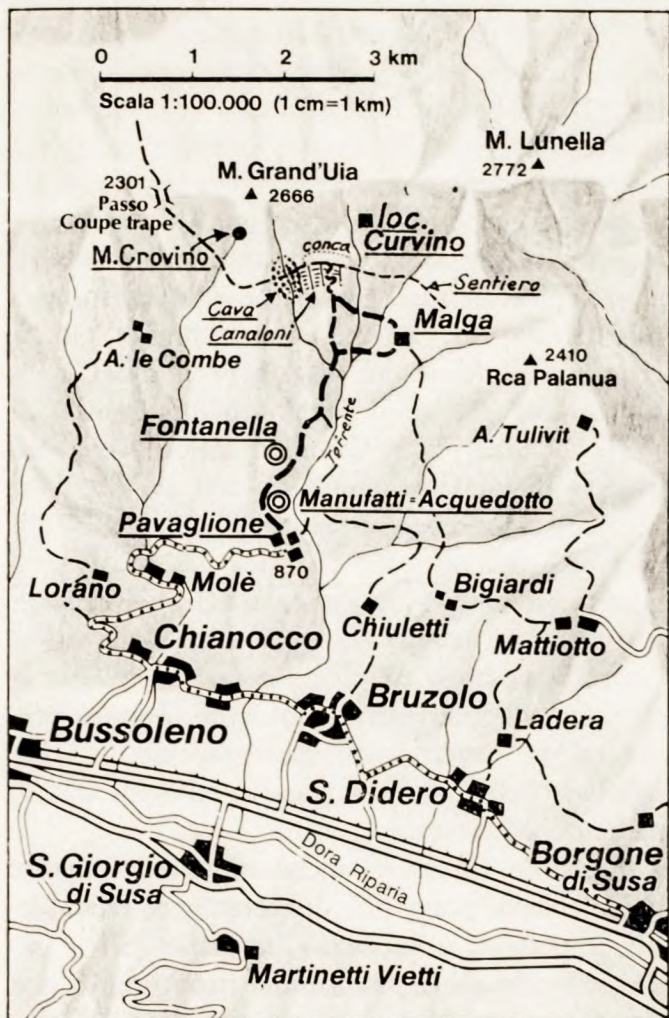 0 2 3 km
Scala 1:100.000 (1 cm=1 km)
M. Lunella
2772
M. Grand'Uia
2666
2301
Passo
Coupe trape
loc.
Curvino
M.Crovino
conca
Sentiero
Cava
Canaloni
Malga
A. le Combe
2410
Rca Palanua
Fontanella
A. Tulivit
Torrente
Manufatti=Acquedotto
Pavaglione
870
Lorano
Molè
Bigiardi
Chiuletti
Mattiotto
Chianocco
Bruzolo
Bussoleno
Ladera
S. Didero
Dora Riparia
Borgone
di Susa
S. Giorgio
di Susa
Martinetti Vietti